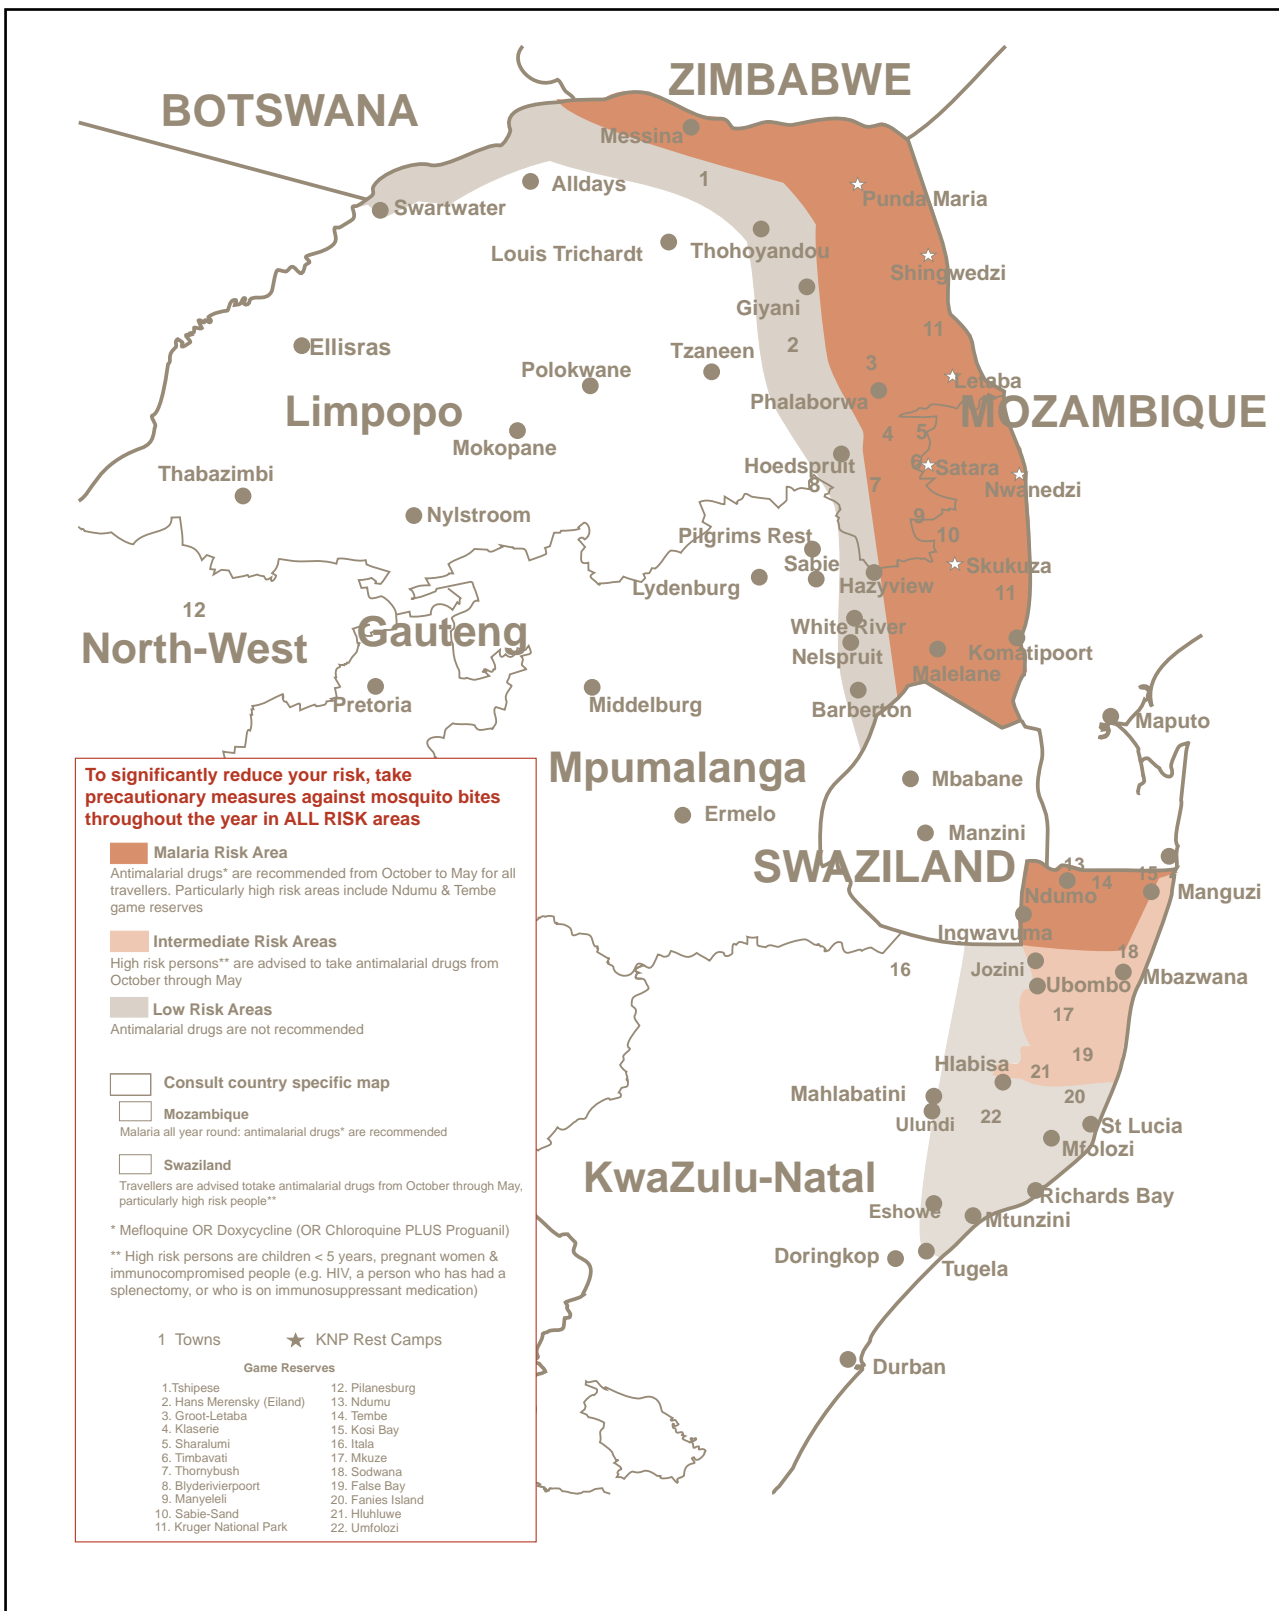 ZIMBABWE
BOTSWANA
Messina
Alldays
1
Punda Maria
Swartwater
Louis Trichardt
Thohoyandou
Shingwedzi
Giyani
11
Ellisras
2
Tzaneen
3
Polokwane
Letaba
Phalaborwa
Limpopo
MOZAMBIQUE
4
5
Mokopane
Hoedspruit
6
Satara
Thabazimbi
8
7
Nwanedzi
Nylstroom
9
Pilgrims Rest
10
Sabie
Skukuza
Lydenburg
Hazyview
11
12
White River
Gauteng
North-West
Nelspruit
Komatipoort
Malelane
Pretoria
Middelburg
Barberton
Maputo
Mpumalanga
Mbabane
Ermelo
Manzini
SWAZILAND
13
14
15
Manguzi
Ndumo
Ingwavuma
18
16
Jozini
Mbazwana
Ubombo
17
19
Hlabisa
21
Mahlabatini
20
22
Ulundi
St Lucia
Mfolozi
KwaZulu-Natal
Richards Bay
Eshowe
Mtunzini
Doringkop
Tugela
Durban
To significantly reduce your risk, take
precautionary measures against mosquito bites
throughout the year in ALL RISK areas
Malaria Risk Area
Antimalarial drugs* are recommended from October to May for all
travellers. Particularly high risk areas include Ndumu & Tembe
game reserves
Intermediate Risk Areas
High risk persons** are advised to take antimalarial drugs from
October through May
Low Risk Areas
Antimalarial drugs are not recommended
Consult country specific map
Mozambique
Malaria all year round: antimalarial drugs* are recommended
Swaziland
Travellers are advised totake antimalarial drugs from October through May,
particularly high risk people**
* Mefloquine OR Doxycycline (OR Chloroquine PLUS Proguanil)
** High risk persons are children < 5 years, pregnant women &
immunocompromised people (e.g. HIV, a person who has had a
splenectomy, or who is on immunosuppressant medication)
1 Towns
KNP Rest Camps
Game Reserves
1.Tshipese
2. Hans Merensky (Eiland)
3. Groot-Letaba
4. Klaserie
5. Sharalumi
6. Timbavati
7. Thornybush
8. Blyderivierpoort
9. Manyeleli
10. Sabie-Sand
11. Kruger National Park
12. Pilanesburg
13. Ndumu
14. Tembe
15. Kosi Bay
16. Itala
17. Mkuze
18. Sodwana
19. False Bay
20. Fanies Island
21. Hluhluwe
22. Umfolozi